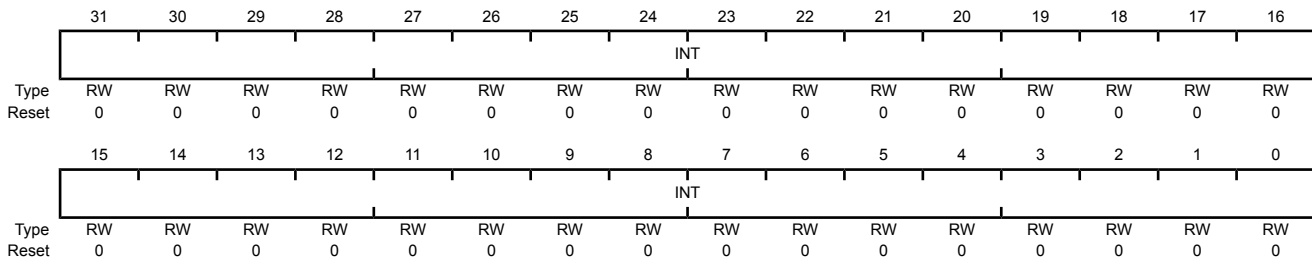 31 30 29 28 27 26 25 24 23 22 21 20 19 18 17 16
INT
Type RW RW RW RW RW RW RW RW RW RW RW RW RW RW RW RW
Reset 0 0 0 0 0 0 0 0 0 0 0 0 0 0 0 0
15 14 13 12 11 10 9 8 7 6 5 4 3 2 1 0
INT
Type RW RW RW RW RW RW RW RW RW RW RW RW RW RW RW RW
Reset 0 0 0 0 0 0 0 0 0 0 0 0 0 0 0 0